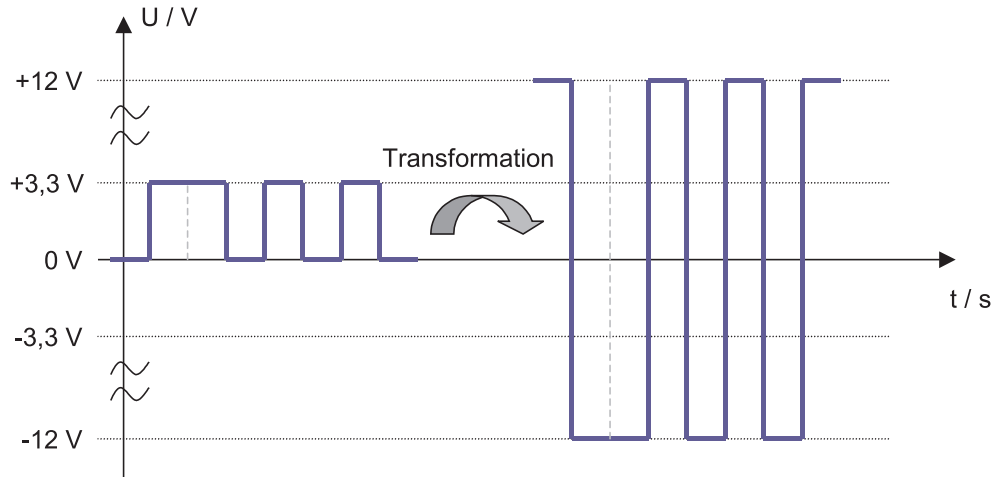 U / V
+12 V
Transformation
+3,3 V
0 V
t / s
-3,3 V
-12 V